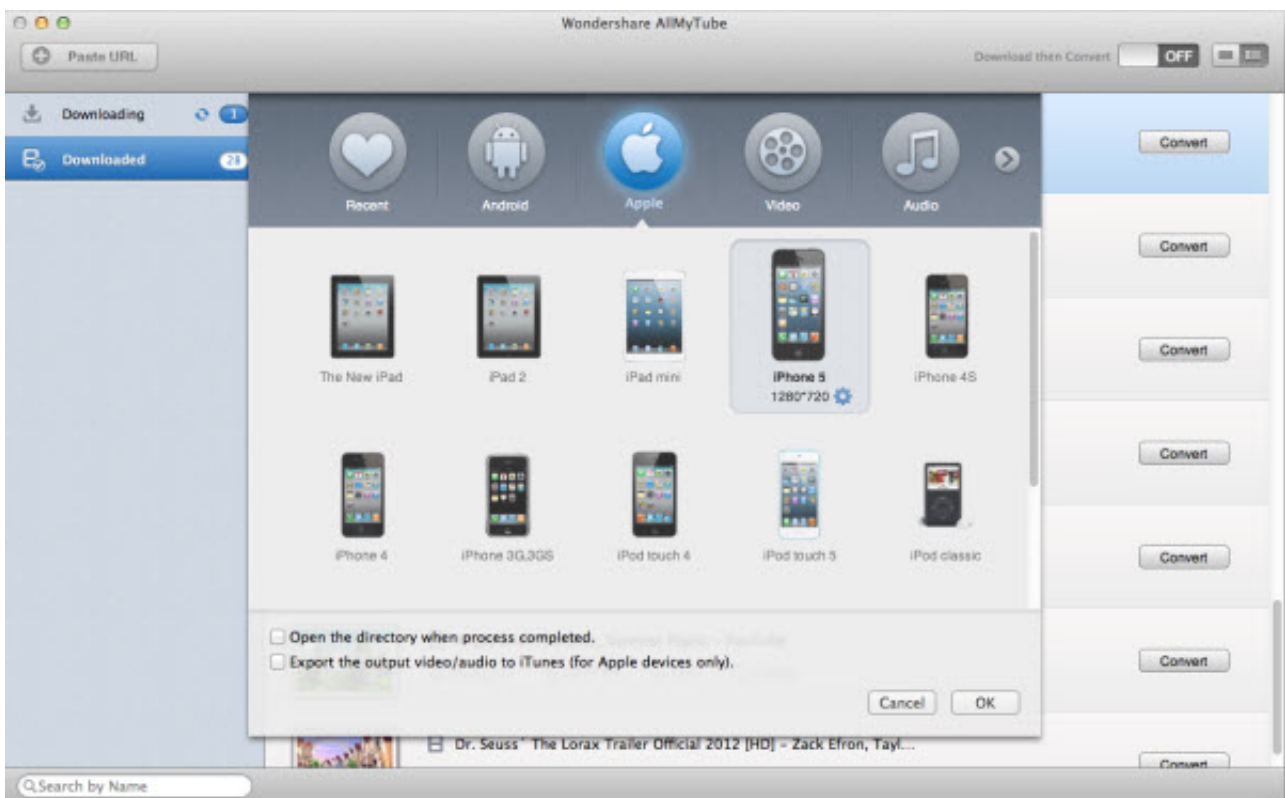 Wondershare AllMyTube
Paste URL
Download then Convert OFF
Downloading 1
Downloaded
Recent Android Apple Video Audio
Convert
Convert
The New iPad iPad 2 iPad mini iPhone 5 iPhone 4S
1280*720
Convert
Convert
iPhone 4 iPhone 3G,3GS iPod touch 4 iPod touch 5 iPod classic
Convert
Open the directory when process completed.
Export the output video/audio to iTunes (for Apple devices only).
Convert
Cancel OK
Dr. Seuss' The Lorax Trailer Official 2012 [HD] - Zack Efron, Tayl...
Convert
Search by Name